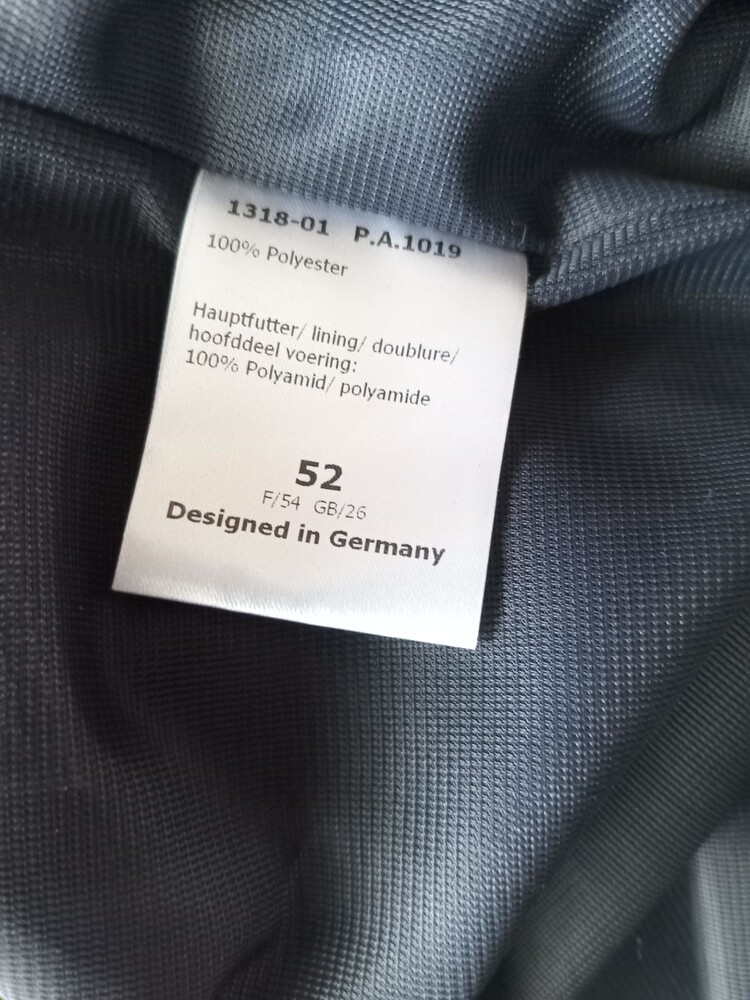 1318-01 P.A.1019
100% Polyester
Hauptfutter/ lining/ doublure/
hoofddeel voering:
100% Polyamid/ polyamide
52
F/54 GB/26
Designed in Germany